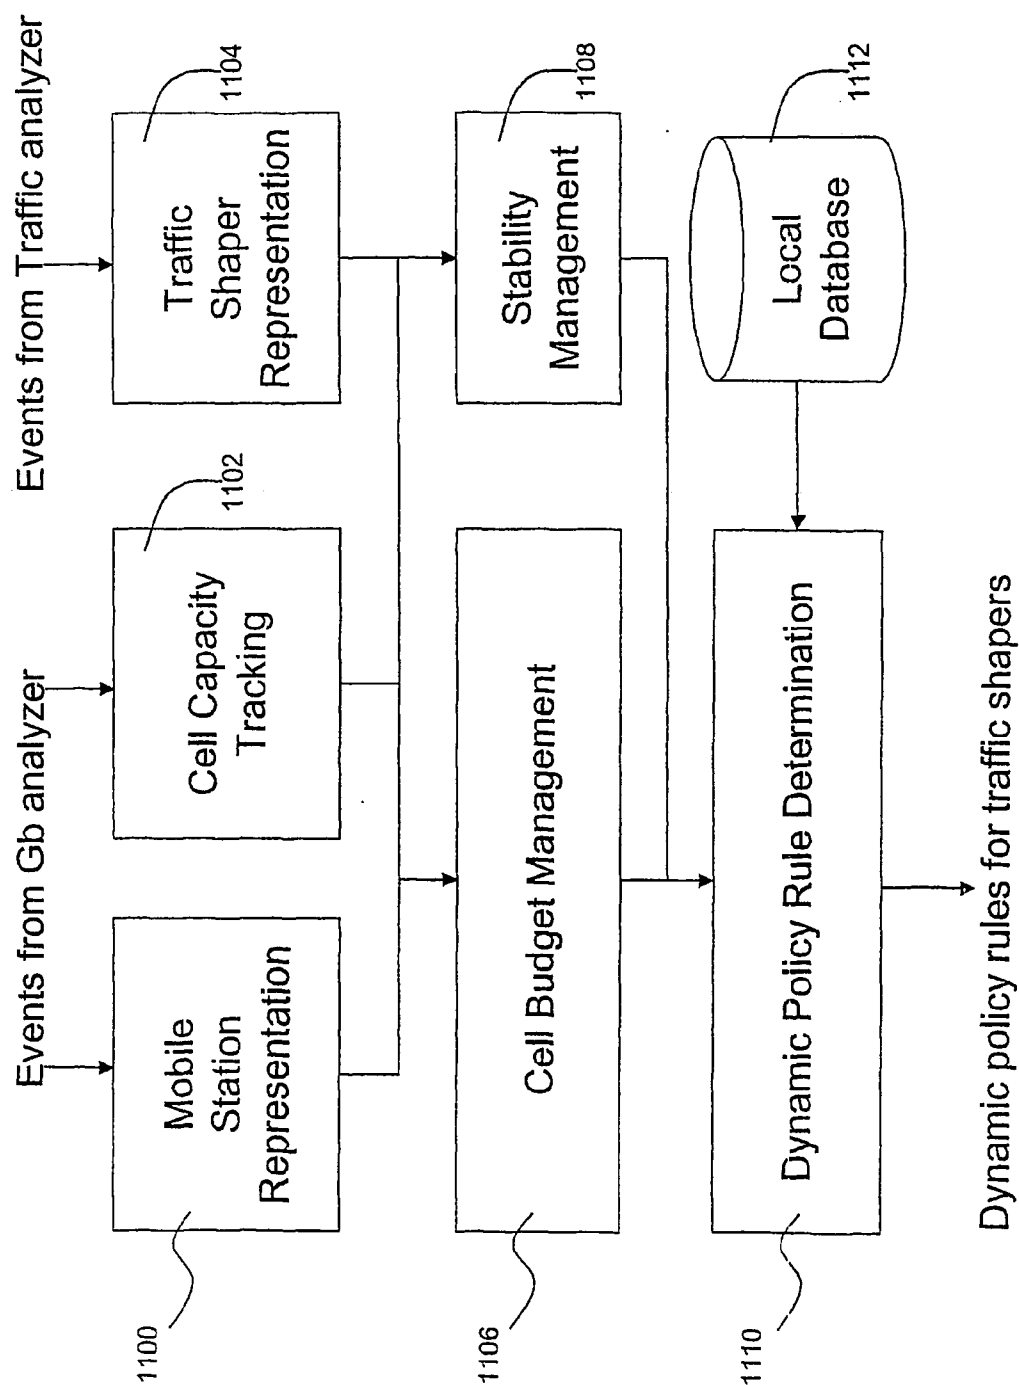 Events from Gb analyzer
Events from Traffic analyzer
1100
Mobile
Station
Representation
1102
Cell Capacity
Tracking
1104
Traffic
Shaper
Representation
1106
Cell Budget Management
1108
Stability
Management
1110
Dynamic Policy Rule Determination
1112
Local
Database
Dynamic policy rules for traffic shapers